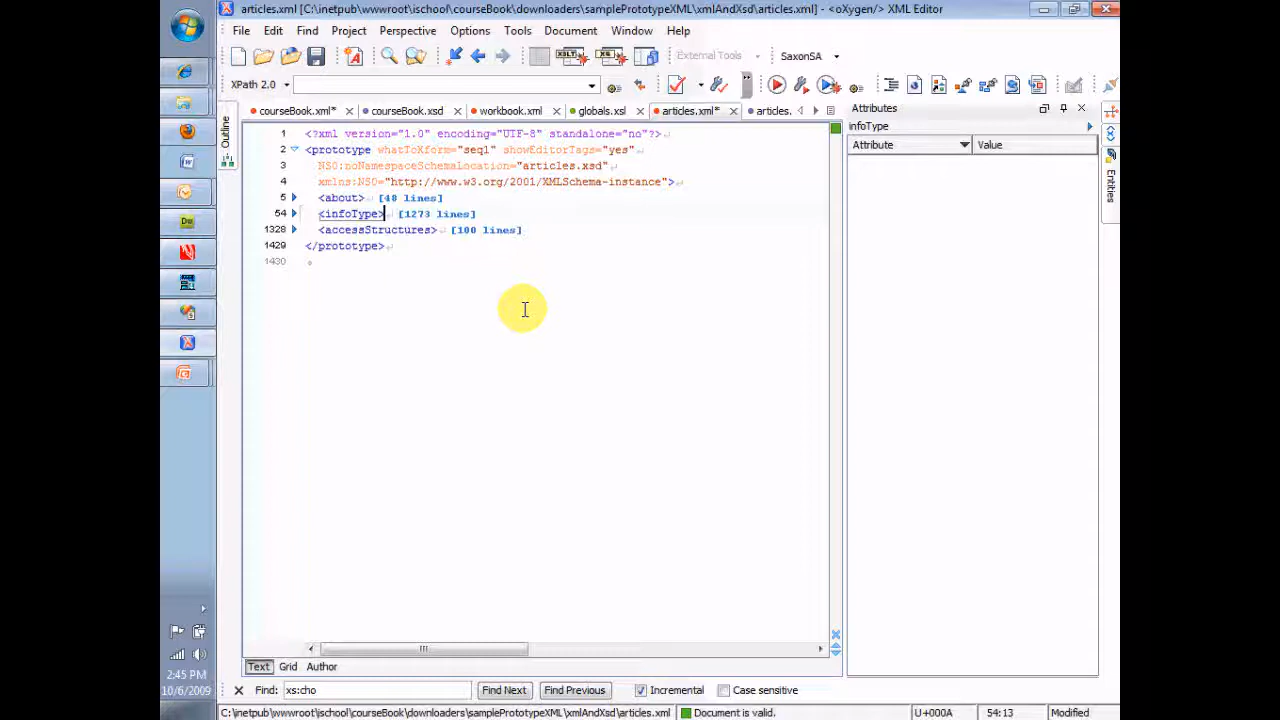 articles.xml [C:\inetpub\wwwroot\ischool\courseBook\downloaders\samplePrototypeXML\xmlAndXsd\articles.xml] - <oXygen/> XML Editor
File Edit Find Project Perspective Options Tools Document Window Help
External Tools SaxonSA
XPath 2.0
courseBook.xml* courseBook.xsd workbook.xml globals.xsl articles.xml* articles.
Attributes
infoType
Attribute Value
Outline
Entities
1 <?xml version="1.0" encoding="UTF-8" standalone="no"?>
2 <prototype whatToXform="seq1" showEditorTags="yes"
3 NS0:noNamespaceSchemaLocation="articles.xsd"
4 xmlns:NS0="http://www.w3.org/2001/XMLSchema-instance">
5 <about> [48 lines]
54 <infoType> [1273 lines]
1328 <accessStructures> [100 lines]
1429 </prototype>
1430
Text Grid Author
Find: xs:cho Find Next Find Previous Incremental Case sensitive
C:\inetpub\wwwroot\ischool\courseBook\downloaders\samplePrototypeXML\xmlAndXsd\articles.xml Document is valid. U+000A 54:13 Modified
2:45 PM
10/6/2009